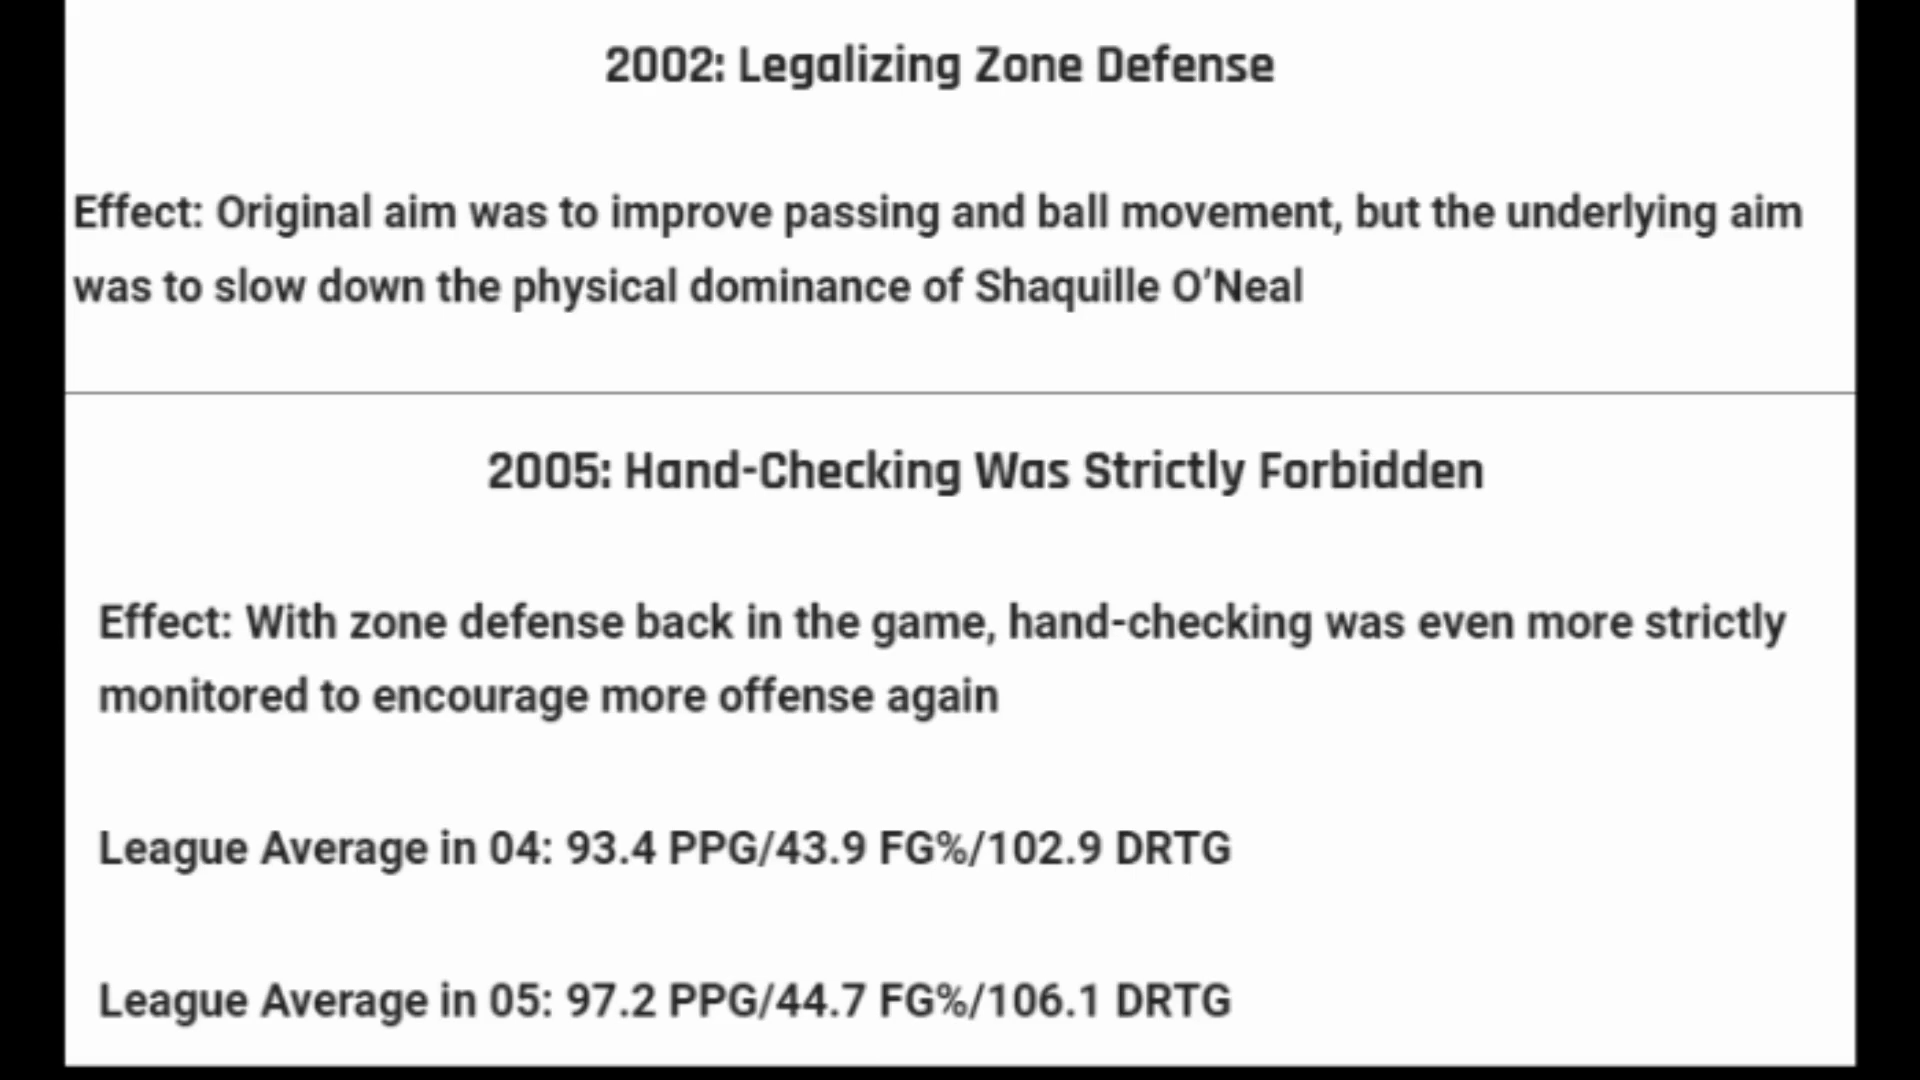 2002: Legalizing Zone Defense
Effect: Original aim was to improve passing and ball movement, but the underlying aim
was to slow down the physical dominance of Shaquille O’Neal
2005: Hand-Checking Was Strictly Forbidden
Effect: With zone defense back in the game, hand-checking was even more strictly
monitored to encourage more offense again
League Average in 04: 93.4 PPG/43.9 FG%/102.9 DRTG
League Average in 05: 97.2 PPG/44.7 FG%/106.1 DRTG